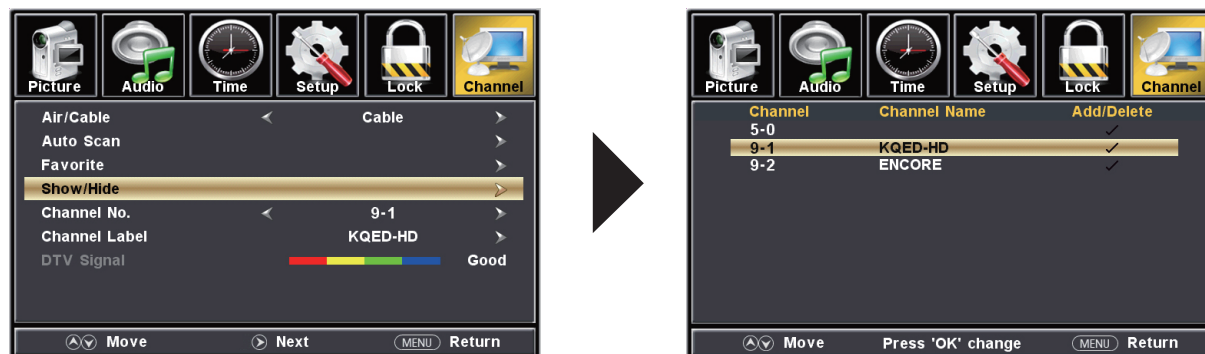 Picture Audio Time Setup Lock Channel
Air/Cable Cable
Auto Scan
Favorite
Show/Hide
Channel No. 9-1
Channel Label KQED-HD
DTV Signal Good
Move Next MENU Return
Picture Audio Time Setup Lock Channel
Channel Channel Name Add/Delete
5-0
9-1 KQED-HD
9-2 ENCORE
Move Press 'OK' change MENU Return